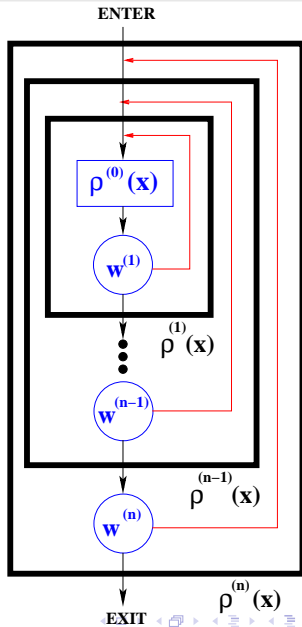 ENTER
ρ^(0)(x)
w^(1)
ρ^(1)(x)
w^(n-1)
ρ^(n-1)(x)
w^(n)
ρ^(n)(x)
EXIT